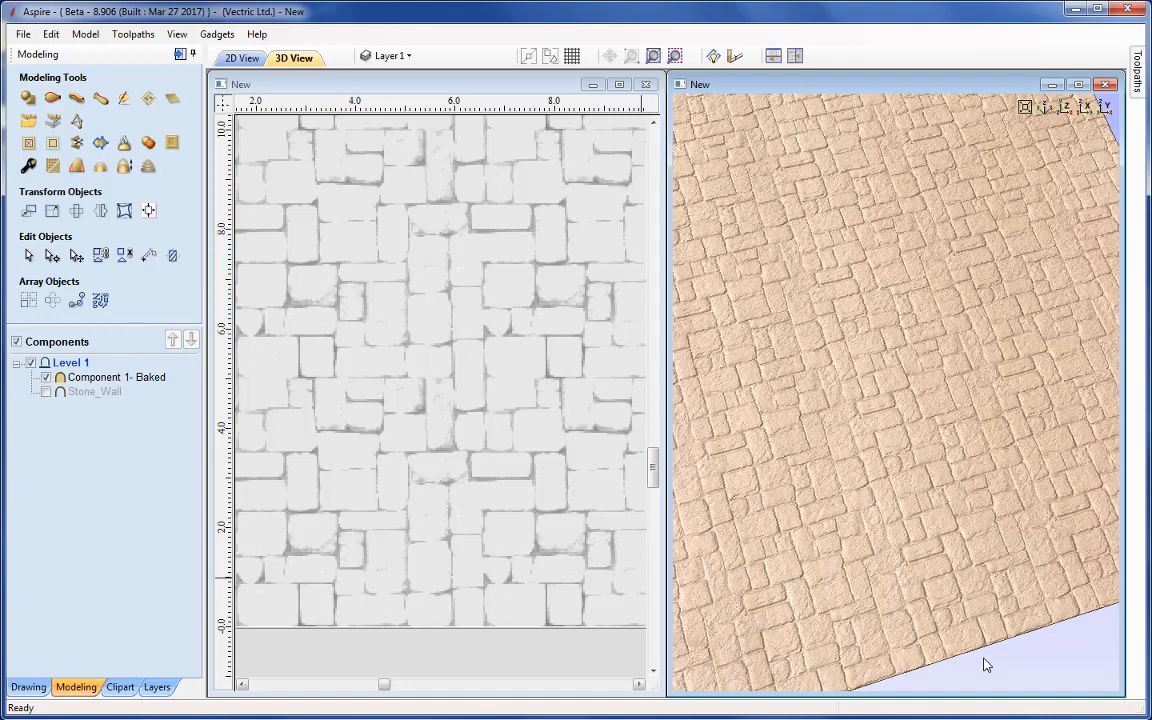 Aspire - { Beta - 8.906 (Built : Mar 27 2017) } - {Vectric Ltd.} - New
File Edit Model Toolpaths View Gadgets Help
Modeling
2D View 3D View Layer1
Toolpaths
Modeling Tools
New
New
2.0 4.0 6.0 8.0
10.0
8.0
6.0
4.0
2.0
-0.0
Z X Y
Transform Objects
Edit Objects
Array Objects
Components
Level 1
Component 1- Baked
Stone_Wall
Drawing Modeling Clipart Layers
Ready